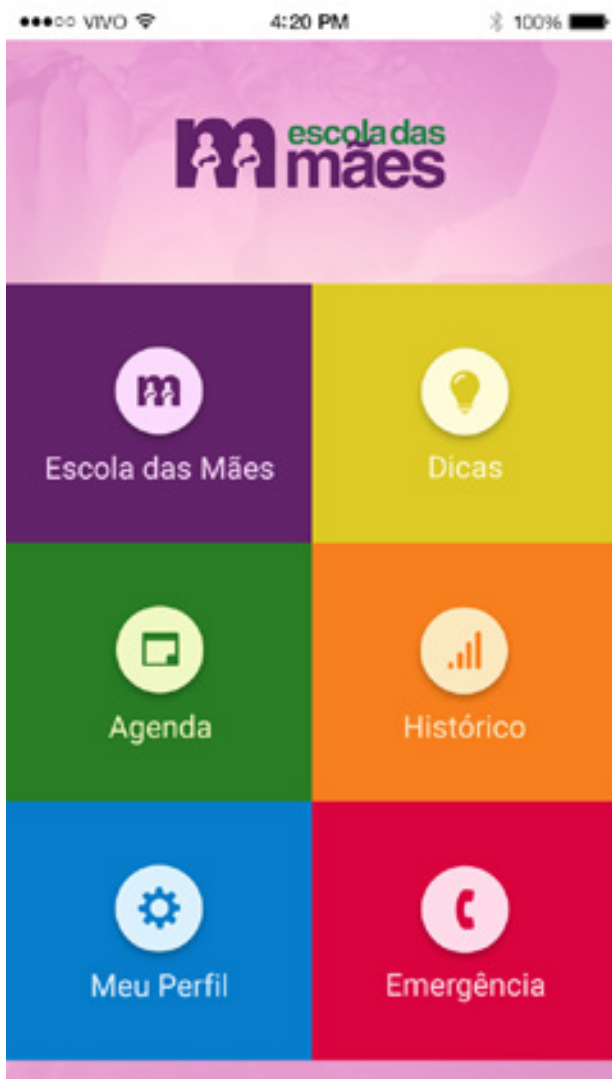 VIVO 4:20 PM 100%
escola das
mães
Escola das Mães
Dicas
Agenda
Histórico
Meu Perfil
Emergência